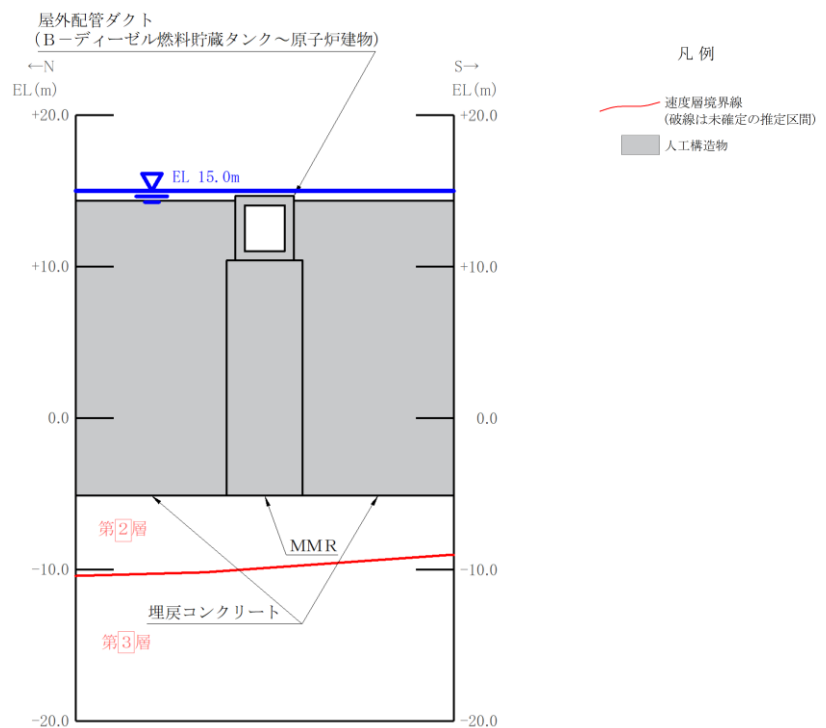 屋外配管ダクト
(B－ディーゼル燃料貯蔵タンク～原子炉建物)
←N
S→
EL(m)
EL(m)
凡 例
+20.0
+20.0
速度層境界線
(破線は未確定の推定区間)
人工構造物
EL 15.0m
+10.0
+10.0
0.0
0.0
第2層
MMR
-10.0
-10.0
埋戻コンクリート
第3層
-20.0
-20.0